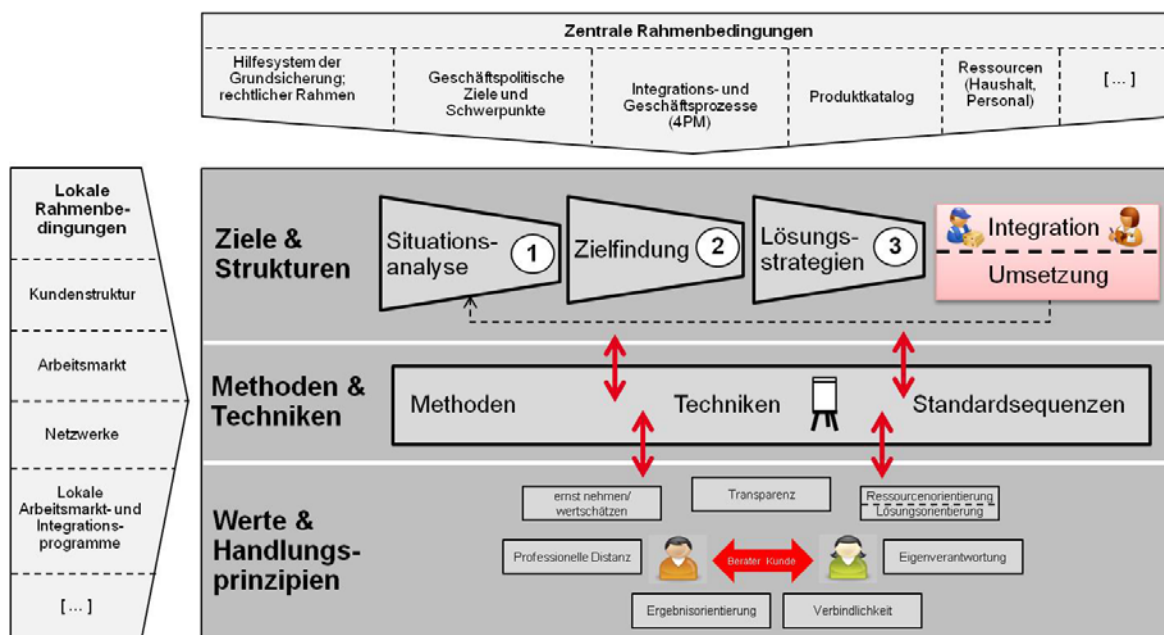 Zentrale Rahmenbedingungen
Hilfesystem der
Grundsicherung;
rechtlicher Rahmen
Geschäftspolitische
Ziele und
Schwerpunkte
Integrations- und
Geschäftsprozesse
(4PM)
Produktkatalog
Ressourcen
(Haushalt,
Personal)
[...]
Lokale
Rahmenbe-
dingungen
Kundenstruktur
Arbeitsmarkt
Netzwerke
Lokale
Arbeitsmarkt- und
Integrations-
programme
[...]
Ziele &
Strukturen
Situations-
analyse
1
Zielfindung
2
Lösungs-
strategien
3
Integration
Umsetzung
Methoden &
Techniken
Methoden
Techniken
Standardsequenzen
Werte &
Handlungs-
prinzipien
ernst nehmen/
wertschätzen
Transparenz
Ressourcenorientierung
Lösungsorientierung
Professionelle Distanz
Berater Kunde
Eigenverantwortung
Ergebnisorientierung
Verbindlichkeit